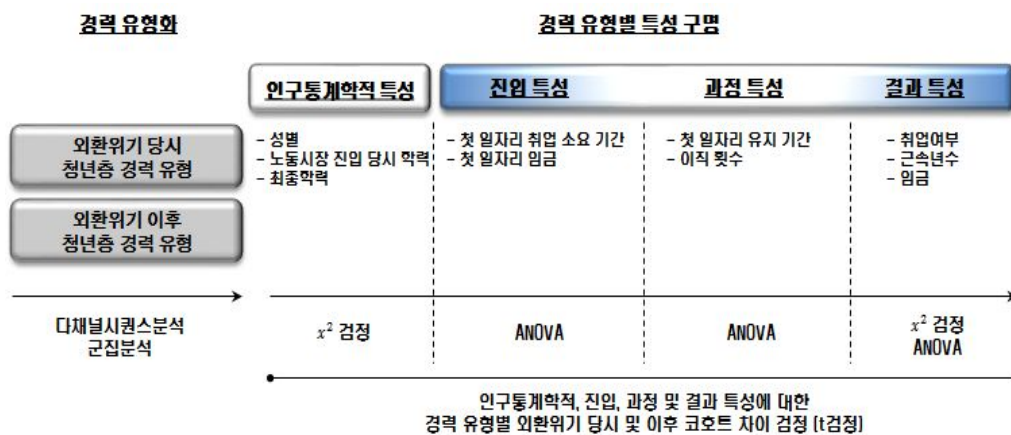 경력 유형화
경력 유형별 특성 구명
인구통계학적 특성
진입 특성
과정 특성
결과 특성
외환위기 당시
청년층 경력 유형
외환위기 이후
청년층 경력 유형
- 성별
- 노동시장 진입 당시 학력
- 최종학력
- 첫 일자리 취업 소요 기간
- 첫 일자리 임금
- 첫 일자리 유지 기간
- 이직 횟수
- 취업여부
- 근속년수
- 임금
다채널시퀀스분석
군집분석
x² 검정
ANOVA
ANOVA
x² 검정
ANOVA
인구통계학적, 진입, 과정 및 결과 특성에 대한
경력 유형별 외환위기 당시 및 이후 코호트 차이 검정 [t검정]